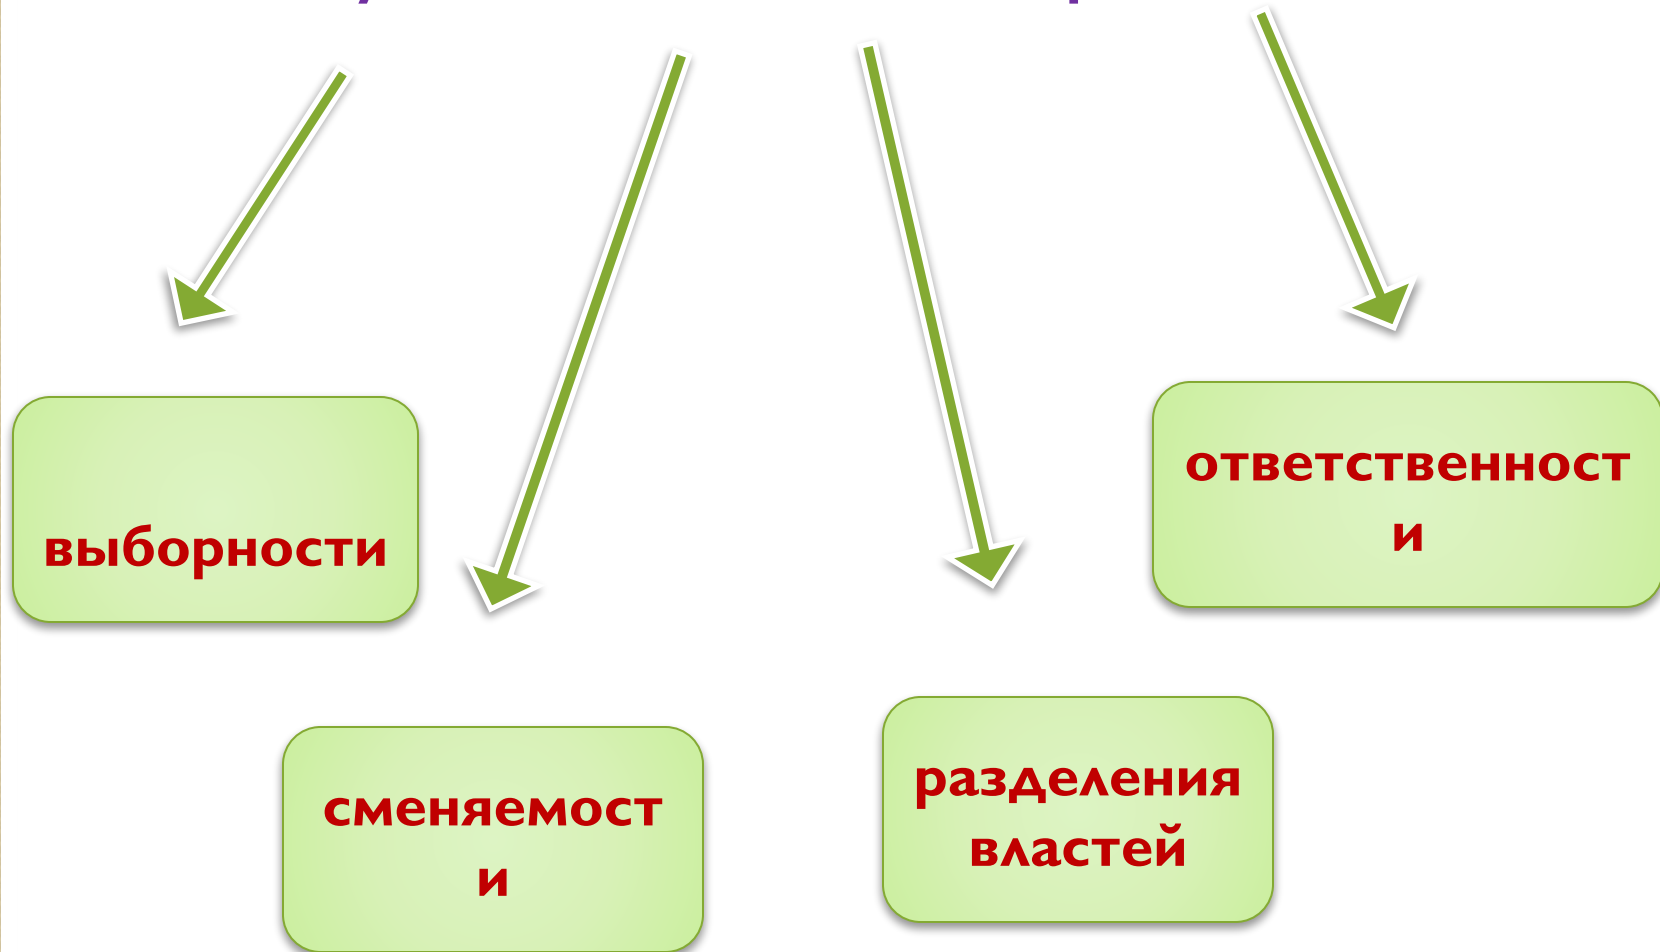 выборности
ответственност
и
сменяемост
и
разделения
властей